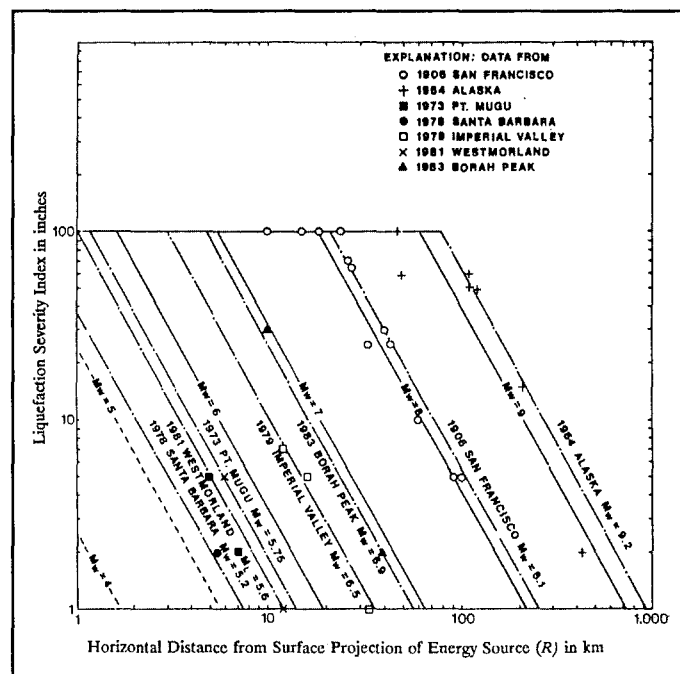 EXPLANATION: DATA FROM
1906 SAN FRANCISCO
1964 ALASKA
1973 PT. MUGU
1978 SANTA BARBARA
1979 IMPERIAL VALLEY
1981 WESTMORLAND
1983 BORAH PEAK
Liquefaction Severity Index in inches
100
10
1
Mw = 4
Mw = 5
1978 SANTA BARBARA Mw = 5.2
1981 WESTMORLAND ML = 5.6
1973 PT. MUGU Mw = 5.75
Mw = 6
1979 IMPERIAL VALLEY Mw = 6.5
1983 BORAH PEAK Mw = 6.9
Mw = 7
Mw = 8
1906 SAN FRANCISCO Mw = 8.1
Mw = 9
1964 ALASKA Mw = 9.2
1
10
100
1.000
Horizontal Distance from Surface Projection of Energy Source (R) in km